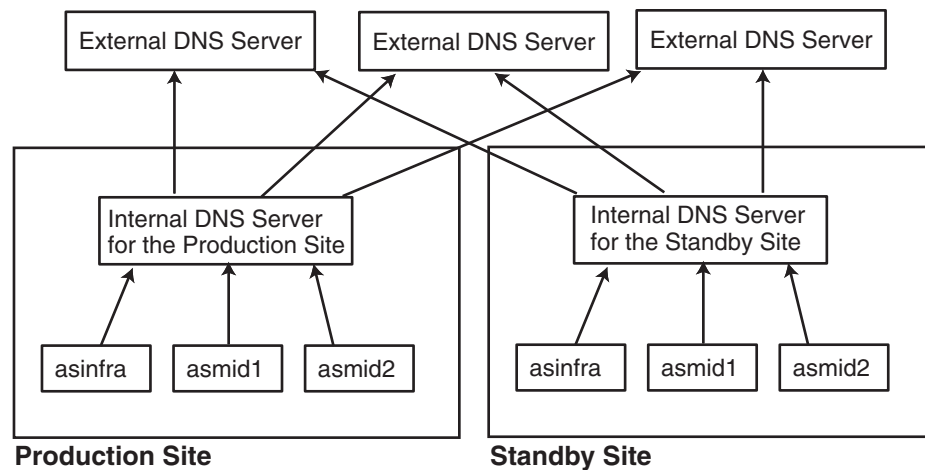 External DNS Server
External DNS Server
External DNS Server
Internal DNS Server
for the Production Site
Internal DNS Server
for the Standby Site
asinfra
asmid1
asmid2
asinfra
asmid1
asmid2
Production Site
Standby Site